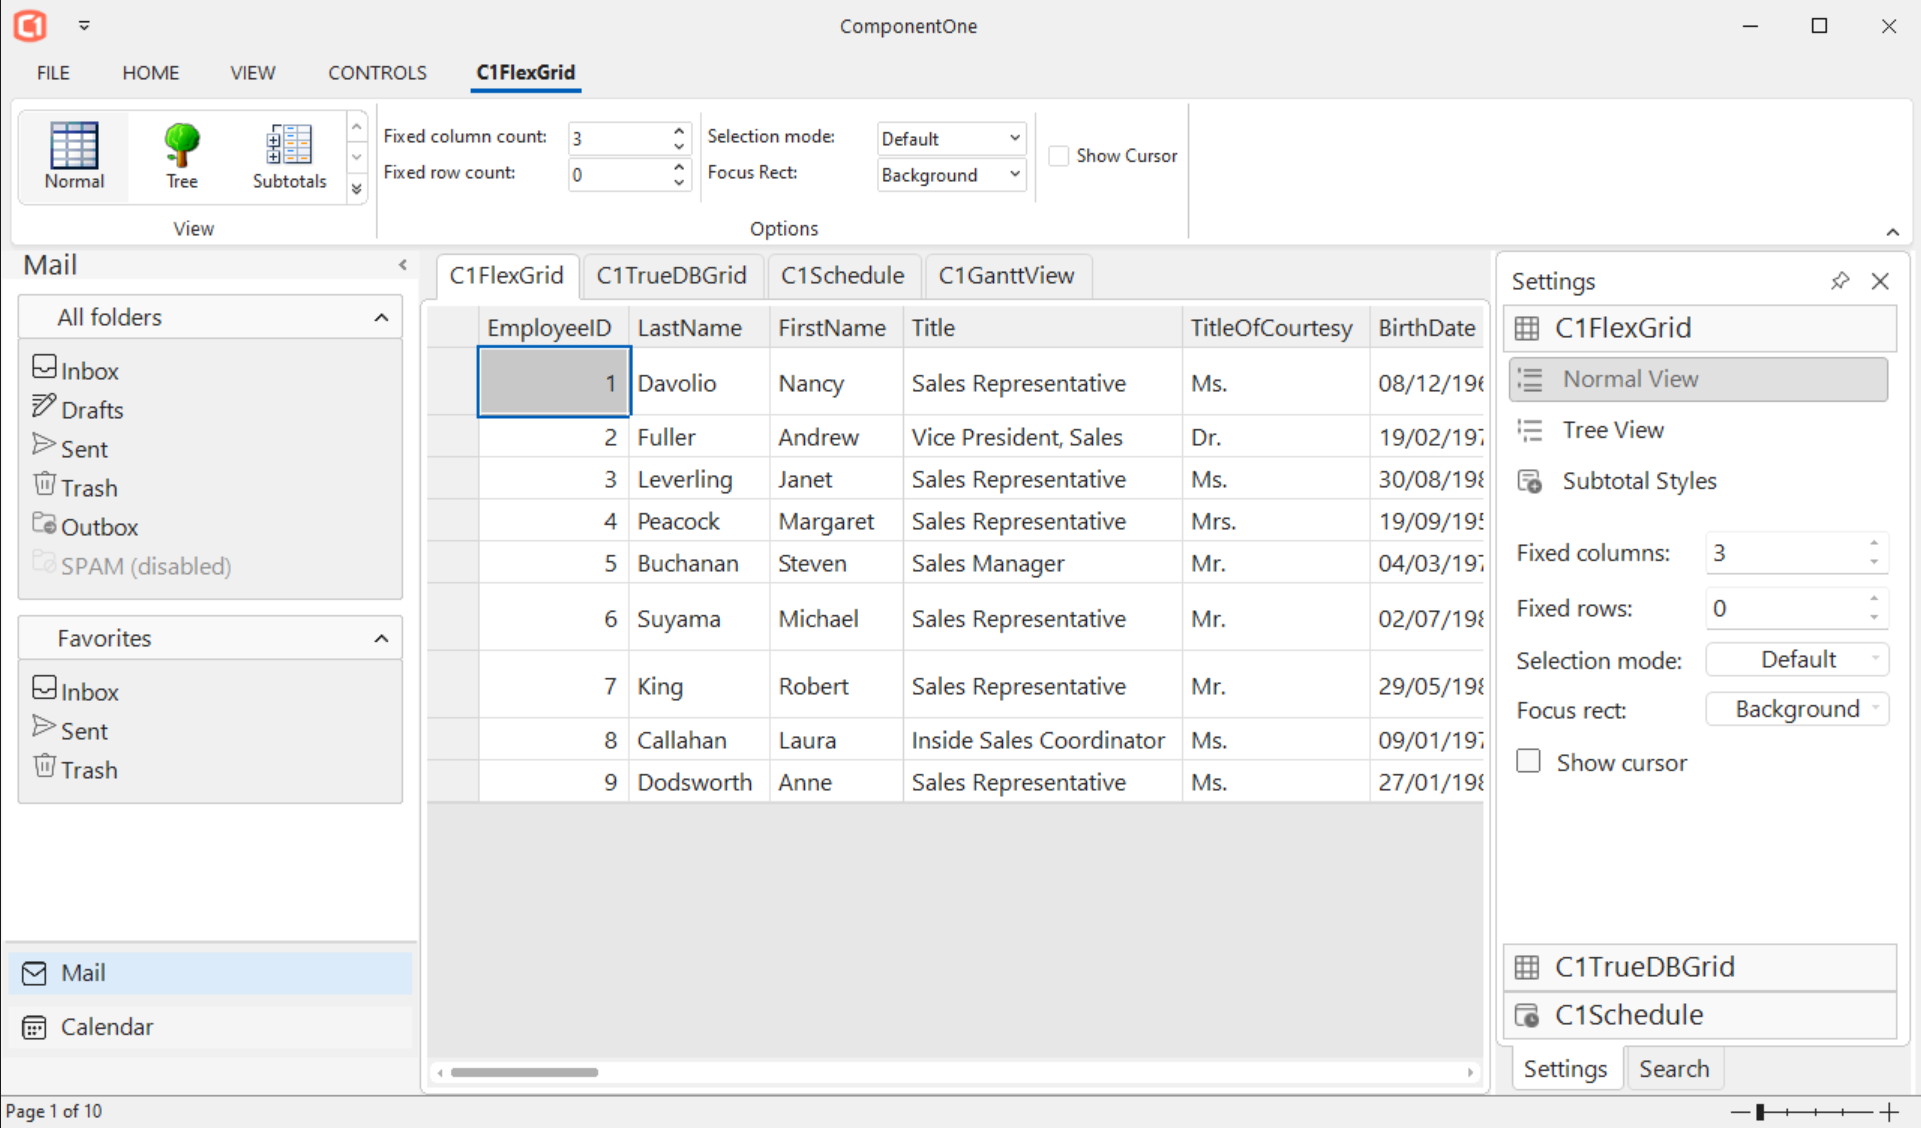 C1
ComponentOne
FILE HOME VIEW CONTROLS C1FlexGrid
Normal Tree Subtotals
View
Fixed column count: 3
Fixed row count: 0
Selection mode: Default
Focus Rect: Background
Show Cursor
Options
Mail
All folders
Inbox
Drafts
Sent
Trash
Outbox
SPAM (disabled)
Favorites
Inbox
Sent
Trash
Mail
Calendar
C1FlexGrid C1TrueDBGrid C1Schedule C1GanttView
EmployeeID LastName FirstName Title TitleOfCourtesy BirthDate
1 Davolio Nancy Sales Representative Ms. 08/12/196
2 Fuller Andrew Vice President, Sales Dr. 19/02/197
3 Leverling Janet Sales Representative Ms. 30/08/198
4 Peacock Margaret Sales Representative Mrs. 19/09/195
5 Buchanan Steven Sales Manager Mr. 04/03/197
6 Suyama Michael Sales Representative Mr. 02/07/198
7 King Robert Sales Representative Mr. 29/05/198
8 Callahan Laura Inside Sales Coordinator Ms. 09/01/197
9 Dodsworth Anne Sales Representative Ms. 27/01/198
Settings
C1FlexGrid
Normal View
Tree View
Subtotal Styles
Fixed columns: 3
Fixed rows: 0
Selection mode: Default
Focus rect: Background
Show cursor
C1TrueDBGrid
C1Schedule
Settings Search
Page 1 of 10